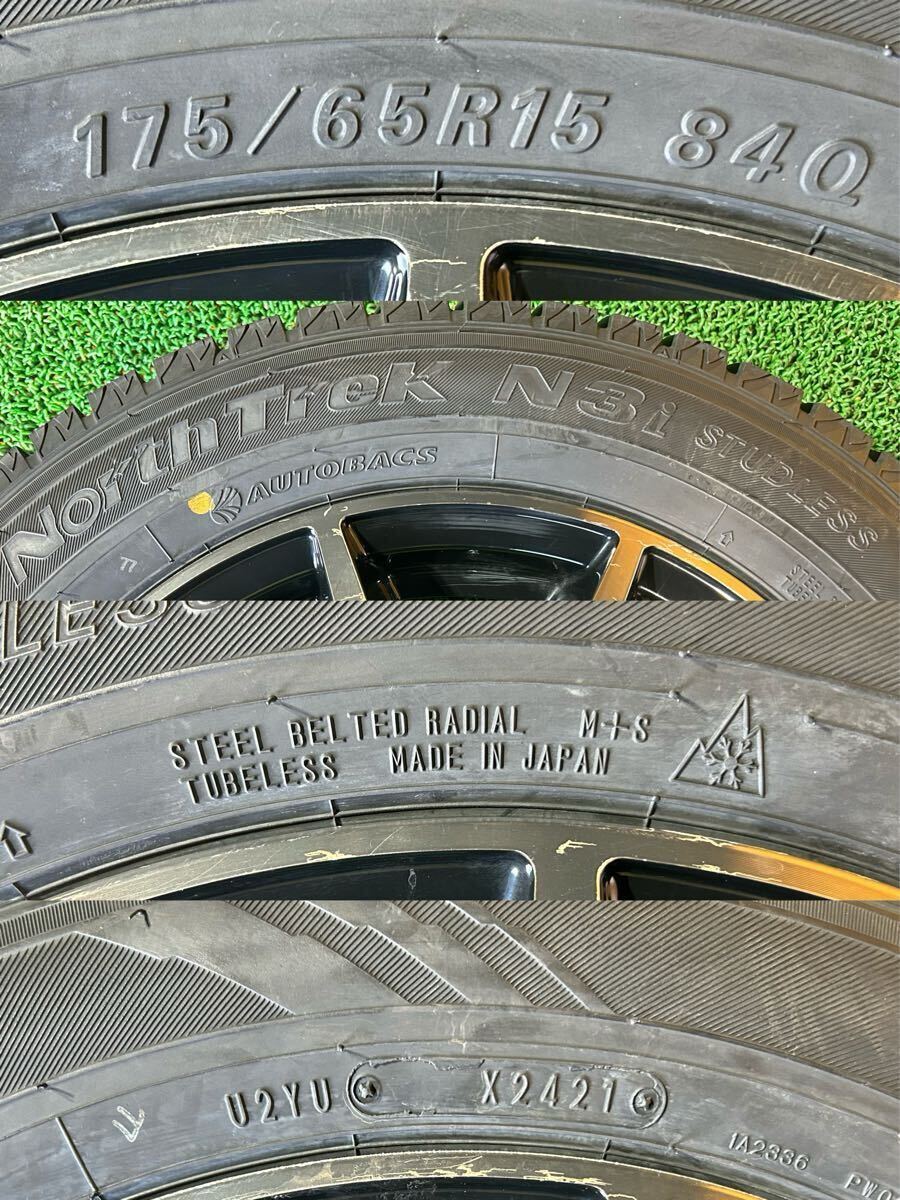 175/65R15 84Q
NorthTrek N3i STUDLESS
AUTOBACS
STEEL BELTED RADIAL M+S
TUBELESS MADE IN JAPAN
U2YU X2421
1A2336